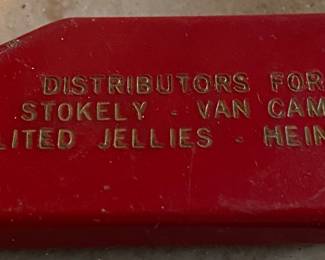 DISTRIBUTORS FOR
STOKELY - VAN CAM
LITED JELLIES - HEIN